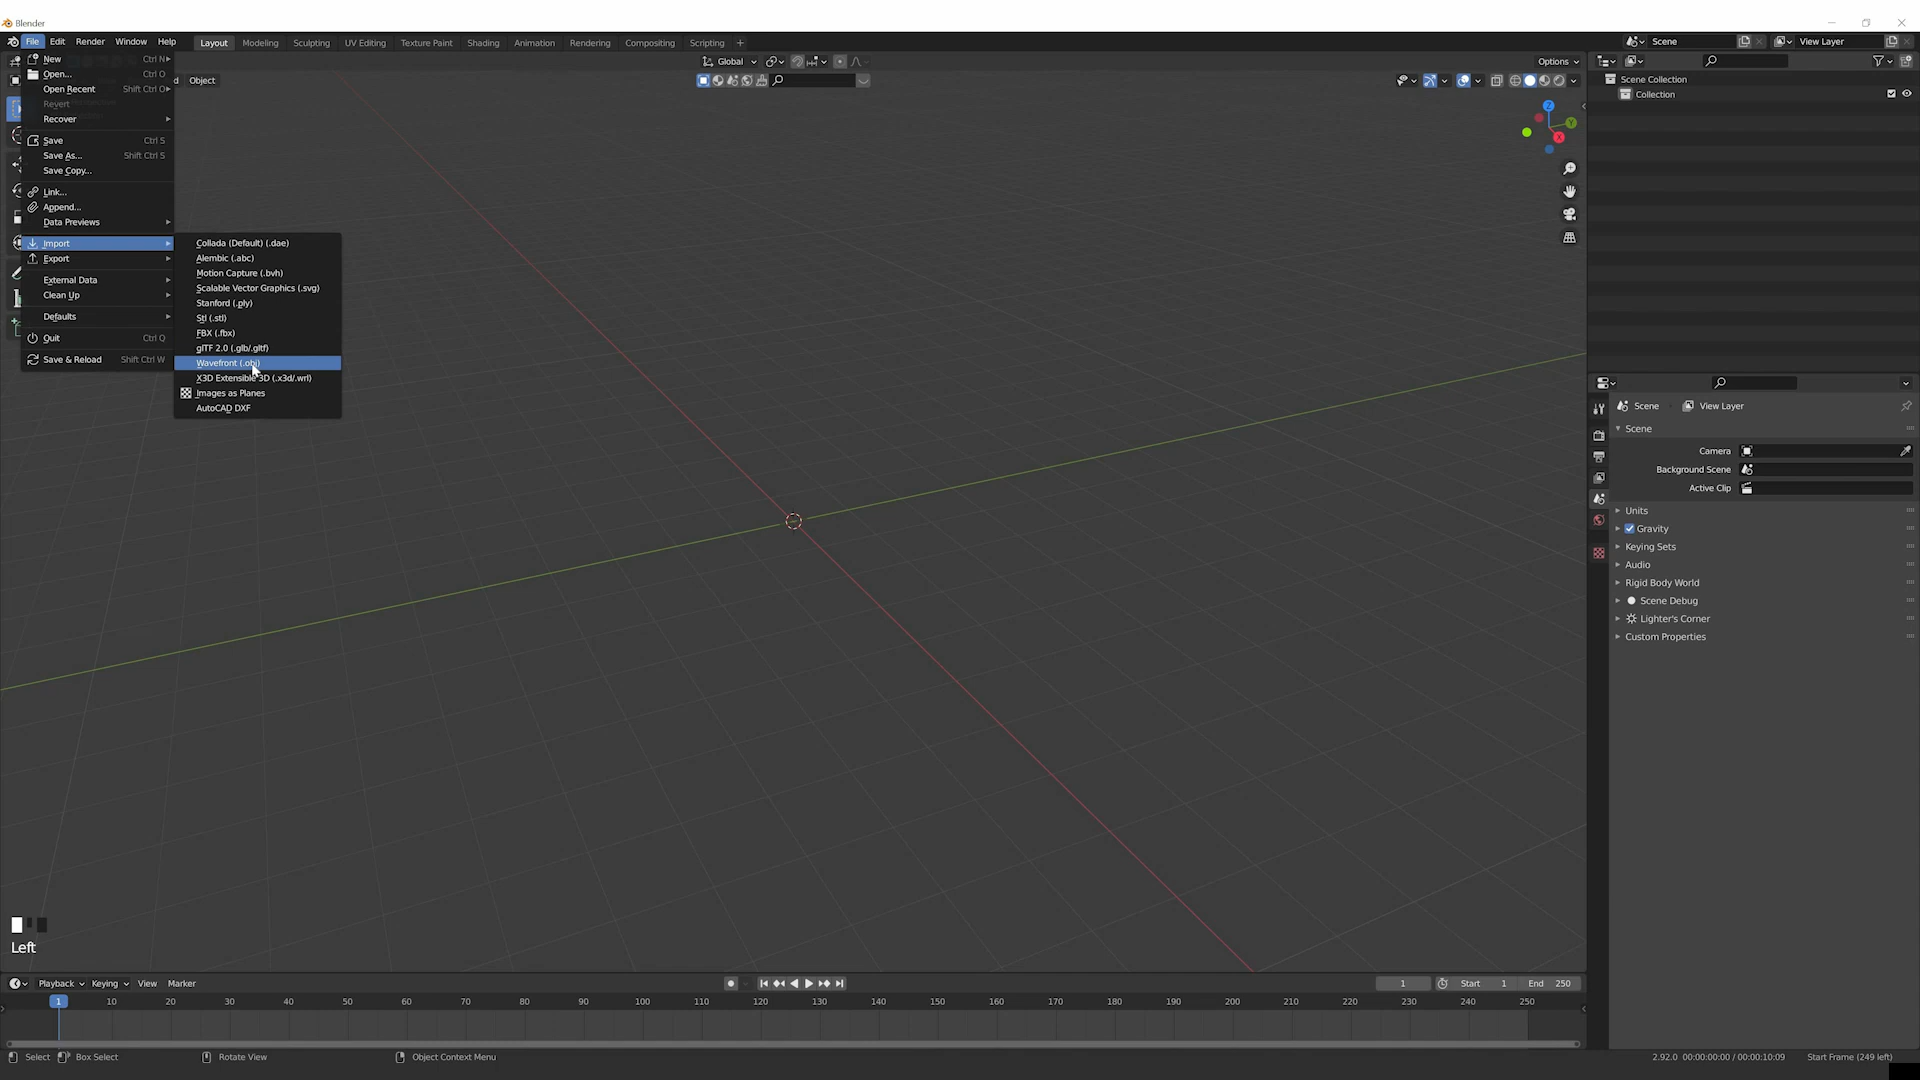 Blender
File Edit Render Window Help Layout Modeling Sculpting UV Editing Texture Paint Shading Animation Rendering Compositing Scripting + Scene View Layer
Global Options
Object
New Ctrl N
Open... Ctrl O
Open Recent Shift Ctrl O
Revert
Recover
Save Ctrl S
Save As... Shift Ctrl S
Save Copy...
Link...
Append...
Data Previews
Import
Export
External Data
Clean Up
Defaults
Quit Ctrl Q
Save & Reload Shift Ctrl W
Collada (Default) (.dae)
Alembic (.abc)
Motion Capture (.bvh)
Scalable Vector Graphics (.svg)
Stanford (.ply)
Stl (.stl)
FBX (.fbx)
glTF 2.0 (.glb/.gltf)
Wavefront (.obj)
X3D Extensible 3D (.x3d/.wrl)
Images as Planes
AutoCAD DXF
Z
Y
X
Scene Collection
Collection
Scene View Layer
Scene
Camera
Background Scene
Active Clip
Units
Gravity
Keying Sets
Audio
Rigid Body World
Scene Debug
Lighter's Corner
Custom Properties
Left
Playback Keying View Marker 1 Start 1 End 250
1 10 20 30 40 50 60 70 80 90 100 110 120 130 140 150 160 170 180 190 200 210 220 230 240 250
Select Box Select Rotate View Object Context Menu 2.92.0 00:00:00:00 / 00:00:10:09 Start Frame (249 left)